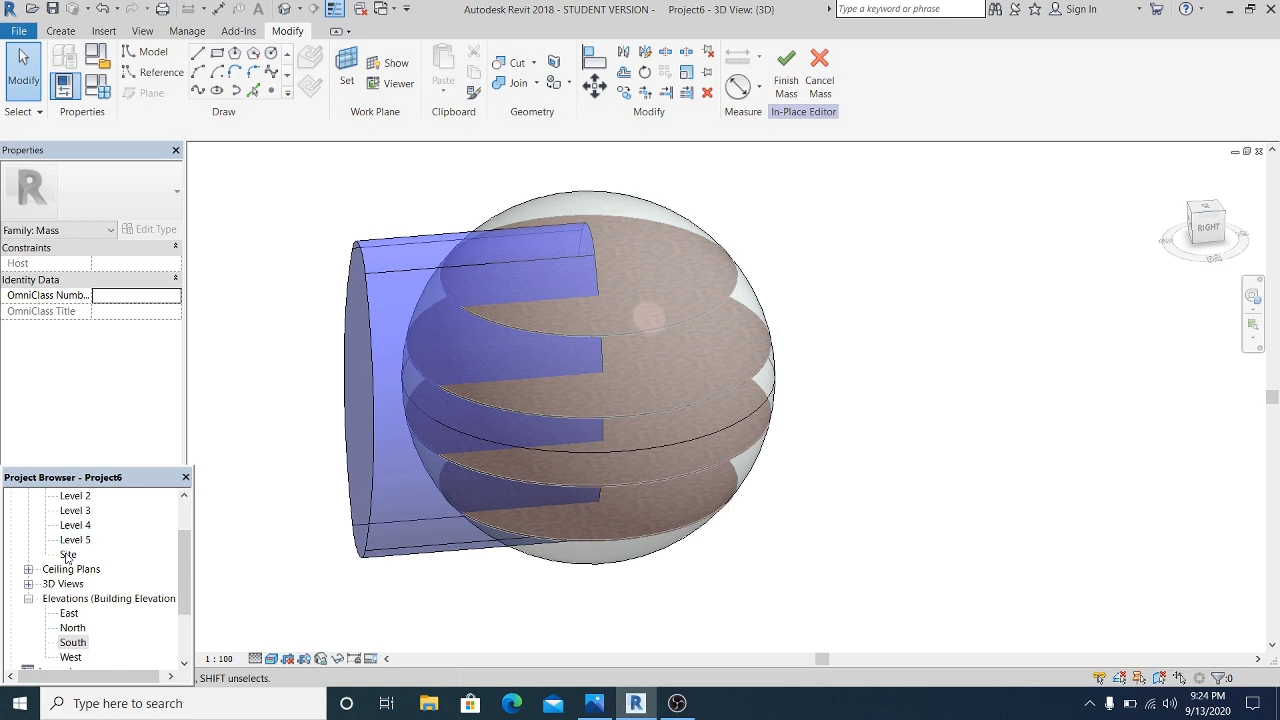 Autodesk Revit 2018 - STUDENT VERSION - Project6 - 3D View: {3D}
Type a keyword or phrase
Sign In
File Create Insert View Manage Add-Ins Modify
Modify
Model
Reference
Plane
Set
Show
Viewer
Paste
Cut
Join
Finish Mass
Cancel Mass
Select Properties Draw Work Plane Clipboard Geometry Modify Measure In-Place Editor
Properties
Family: Mass
Edit Type
Constraints
Host
Identity Data
OmniClass Numb...
OmniClass Title
RIGHT
Project Browser - Project6
Level 2
Level 3
Level 4
Level 5
Site
Ceiling Plans
3D Views
Elevations (Building Elevation
East
North
South
West
1 : 100
, SHIFT unselects.
:0
Type here to search
9:24 PM
9/13/2020